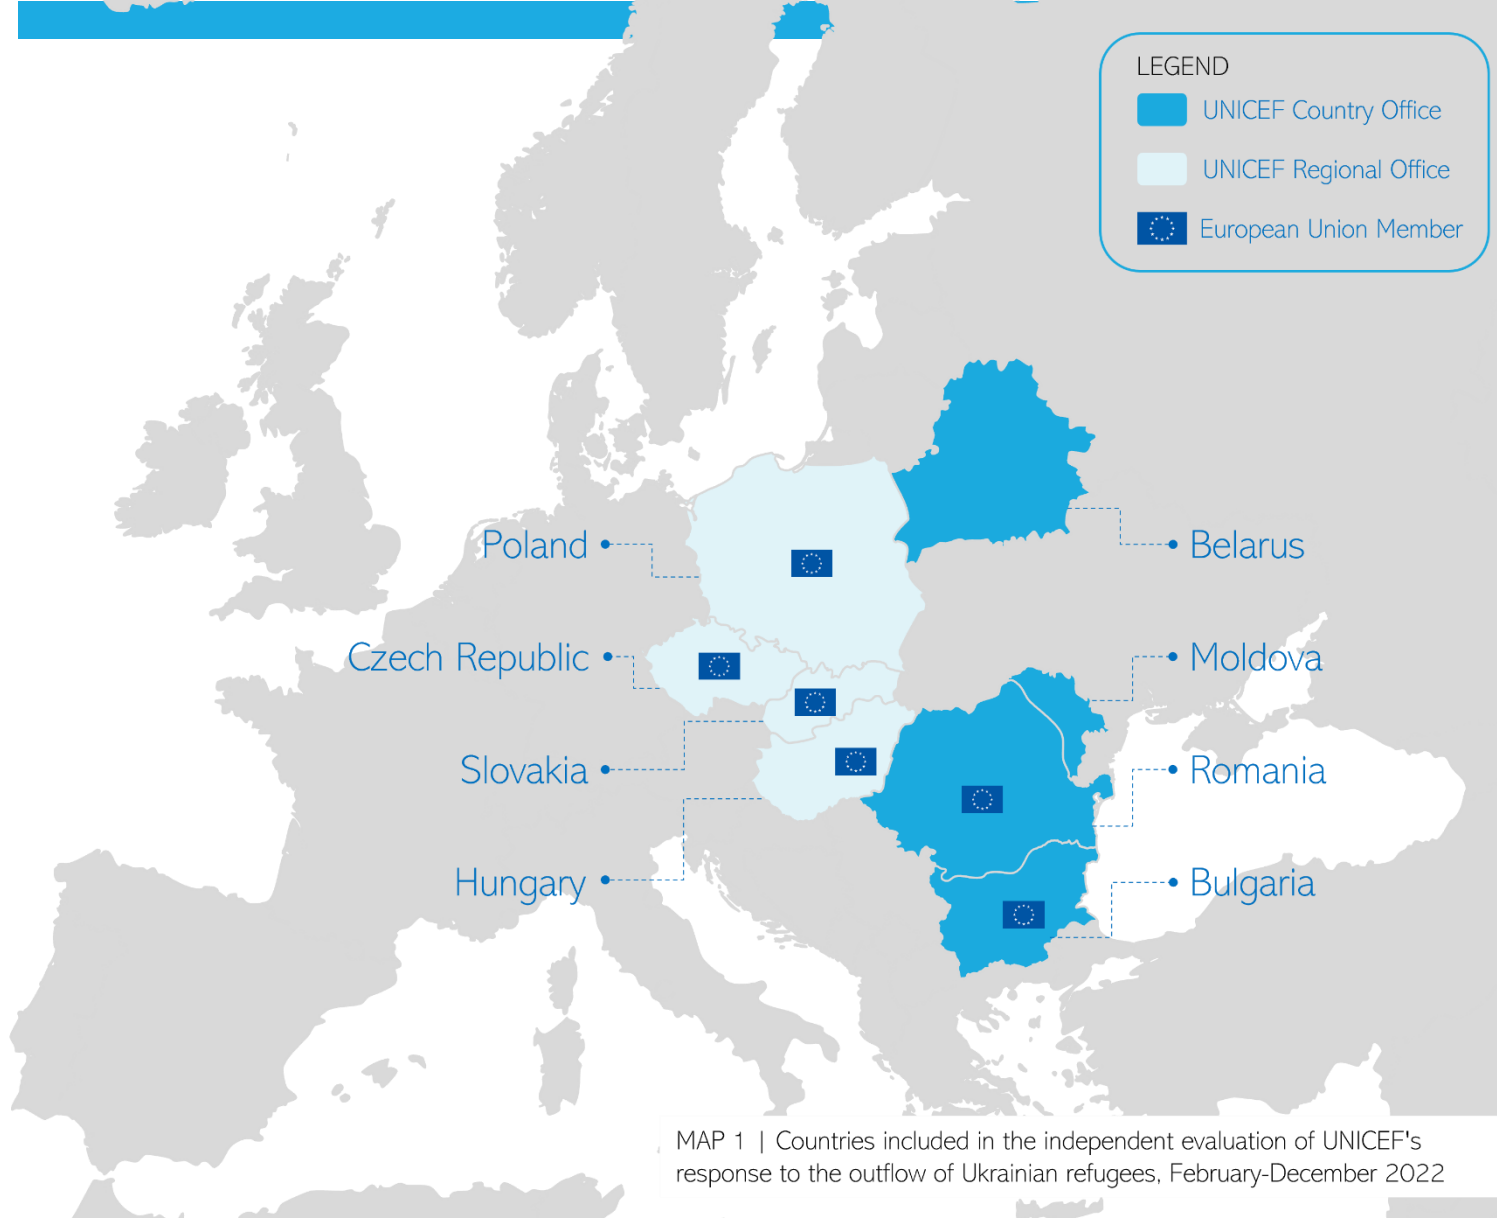 LEGEND
UNICEF Country Office
UNICEF Regional Office
European Union Member
Poland
Belarus
Czech Republic
Moldova
Slovakia
Romania
Hungary
Bulgaria
MAP 1 | Countries included in the independent evaluation of UNICEF's
response to the outflow of Ukrainian refugees, February-December 2022